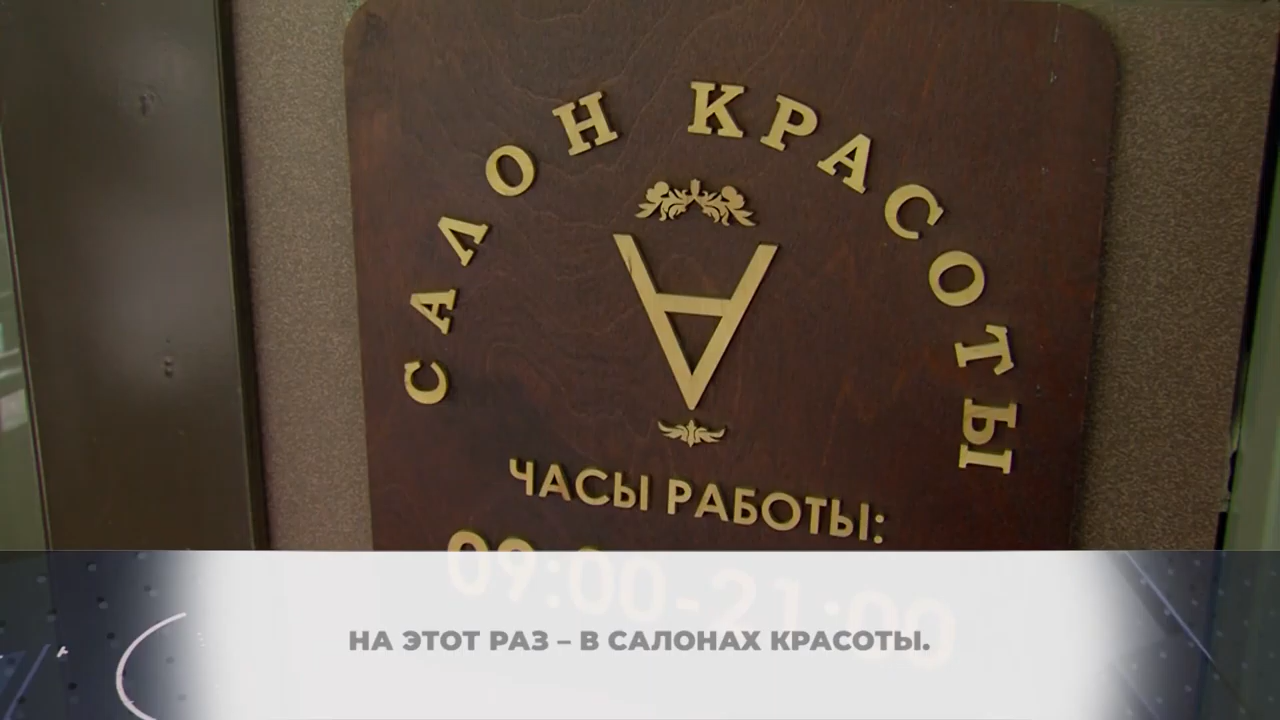 САЛОН КРАСОТЫ
∀
ЧАСЫ РАБОТЫ:
09:00-21:00
НА ЭТОТ РАЗ – В САЛОНАХ КРАСОТЫ.